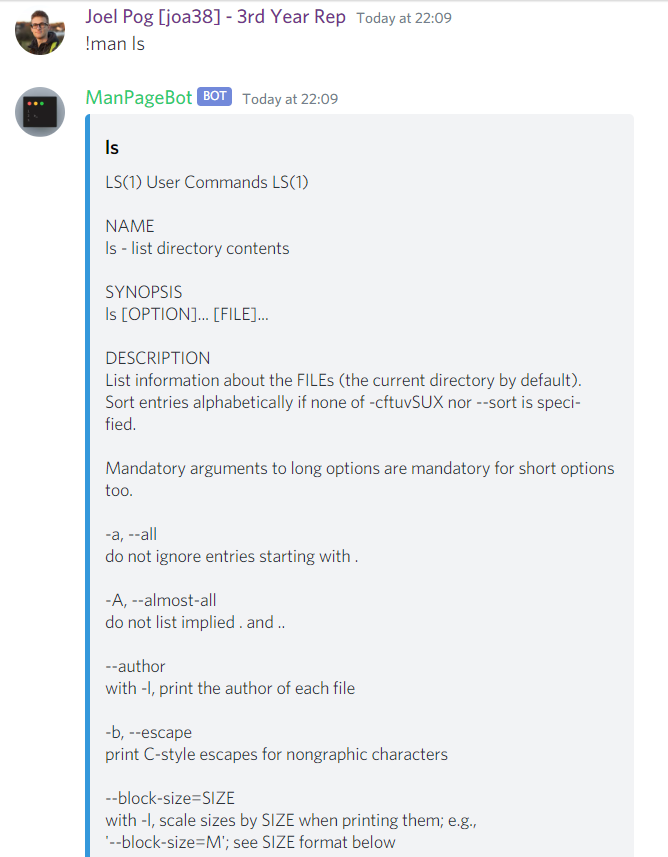 Joel Pog [joa38] - 3rd Year Rep Today at 22:09
!man ls
ManPageBot BOT Today at 22:09
ls
LS(1) User Commands LS(1)
NAME
ls - list directory contents
SYNOPSIS
ls [OPTION]... [FILE]...
DESCRIPTION
List information about the FILEs (the current directory by default).
Sort entries alphabetically if none of -cftuvSUX nor --sort is speci-
fied.
Mandatory arguments to long options are mandatory for short options
too.
-a, --all
do not ignore entries starting with .
-A, --almost-all
do not list implied . and ..
--author
with -l, print the author of each file
-b, --escape
print C-style escapes for nongraphic characters
--block-size=SIZE
with -l, scale sizes by SIZE when printing them; e.g.,
'--block-size=M'; see SIZE format below